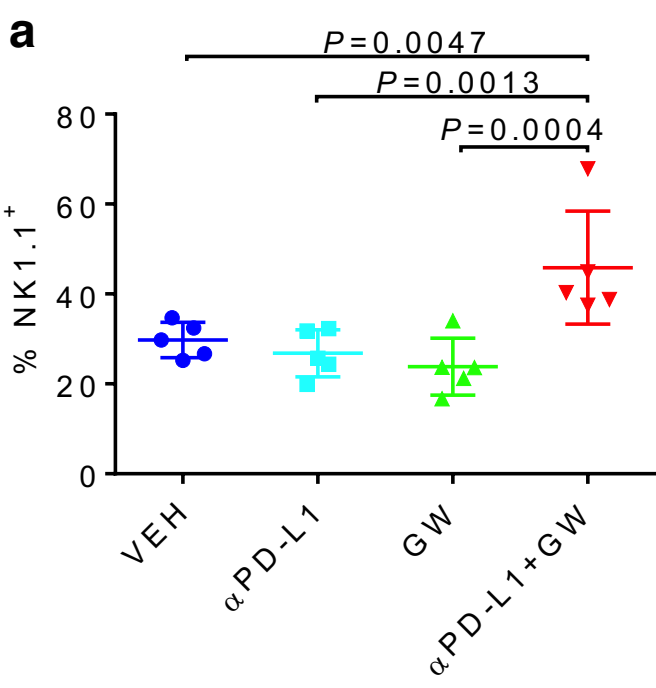 a
P=0.0047
P=0.0013
P=0.0004
80
60
40
20
0
% NK1.1+
VEH
αPD-L1
GW
αPD-L1+GW